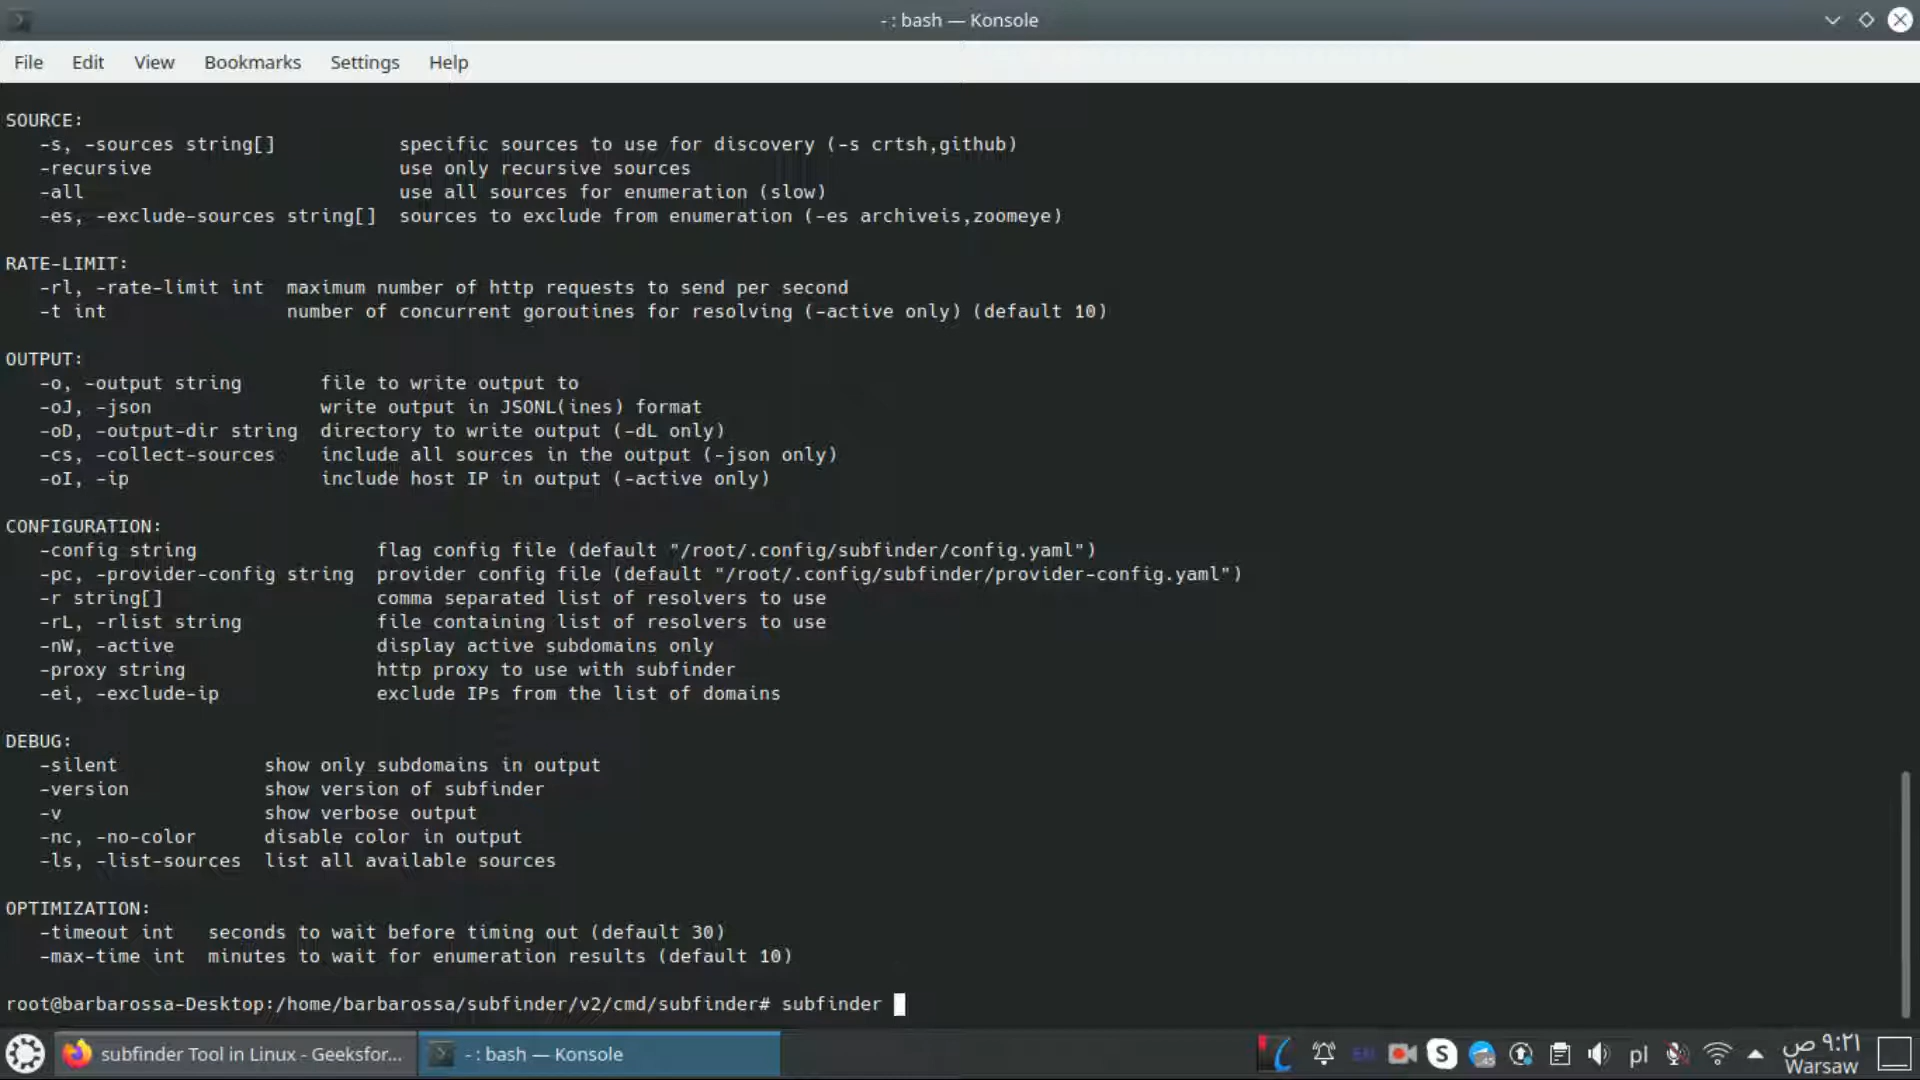 - : bash — Konsole
File Edit View Bookmarks Settings Help
SOURCE:
-s, -sources string[] specific sources to use for discovery (-s crtsh,github)
-recursive use only recursive sources
-all use all sources for enumeration (slow)
-es, -exclude-sources string[] sources to exclude from enumeration (-es archiveis,zoomeye)
RATE-LIMIT:
-rl, -rate-limit int maximum number of http requests to send per second
-t int number of concurrent goroutines for resolving (-active only) (default 10)
OUTPUT:
-o, -output string file to write output to
-oJ, -json write output in JSONL(ines) format
-oD, -output-dir string directory to write output (-dL only)
-cs, -collect-sources include all sources in the output (-json only)
-oI, -ip include host IP in output (-active only)
CONFIGURATION:
-config string flag config file (default "/root/.config/subfinder/config.yaml")
-pc, -provider-config string provider config file (default "/root/.config/subfinder/provider-config.yaml")
-r string[] comma separated list of resolvers to use
-rL, -rlist string file containing list of resolvers to use
-nW, -active display active subdomains only
-proxy string http proxy to use with subfinder
-ei, -exclude-ip exclude IPs from the list of domains
DEBUG:
-silent show only subdomains in output
-version show version of subfinder
-v show verbose output
-nc, -no-color disable color in output
-ls, -list-sources list all available sources
OPTIMIZATION:
-timeout int seconds to wait before timing out (default 30)
-max-time int minutes to wait for enumeration results (default 10)
root@barbarossa-Desktop:/home/barbarossa/subfinder/v2/cmd/subfinder# subfinder
subfinder Tool in Linux - Geeksfor... - : bash — Konsole EN S 45 pl ٩:٢١ ص
Warsaw